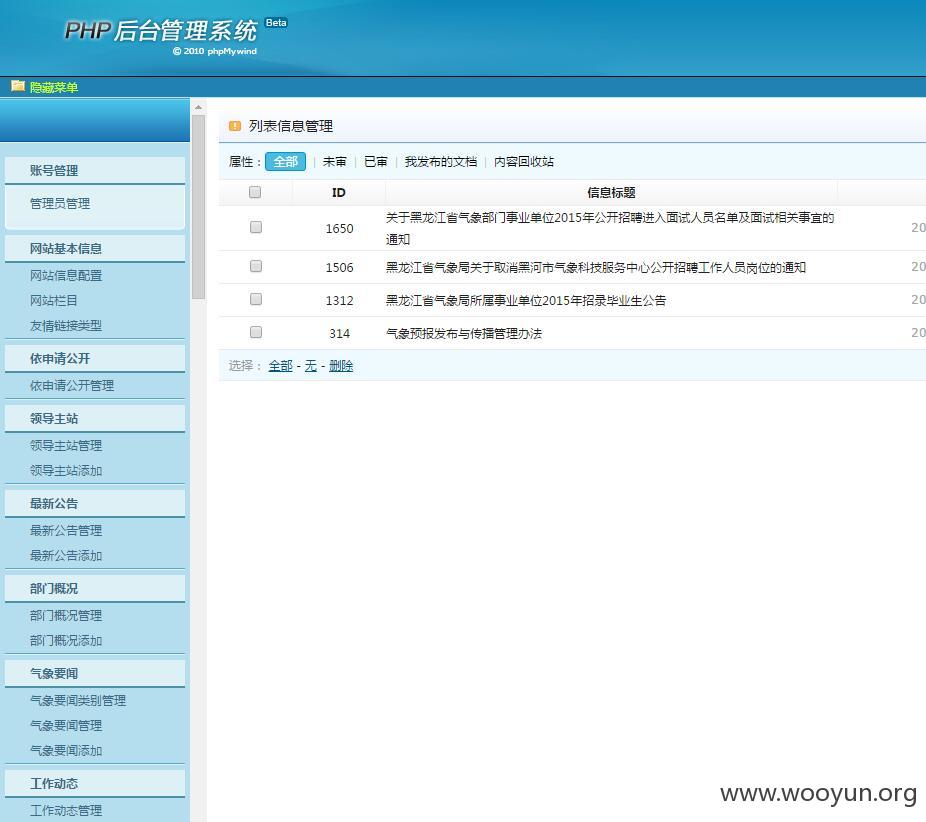 PHP 后台管理系统 Beta
© 2010 phpMywind
隐藏菜单
账号管理
管理员管理
网站基本信息
网站信息配置
网站栏目
友情链接类型
依申请公开
依申请公开管理
领导主站
领导主站管理
领导主站添加
最新公告
最新公告管理
最新公告添加
部门概况
部门概况管理
部门概况添加
气象要闻
气象要闻类别管理
气象要闻管理
气象要闻添加
工作动态
工作动态管理
列表信息管理
属性： 全部 | 未审 | 已审 | 我发布的文档 | 内容回收站
ID 信息标题
1650 关于黑龙江省气象部门事业单位2015年公开招聘进入面试人员名单及面试相关事宜的 20
通知
1506 黑龙江省气象局关于取消黑河市气象科技服务中心公开招聘工作人员岗位的通知 20
1312 黑龙江省气象局所属事业单位2015年招录毕业生公告 20
314 气象预报发布与传播管理办法 20
选择： 全部 - 无 - 删除
www.wooyun.org